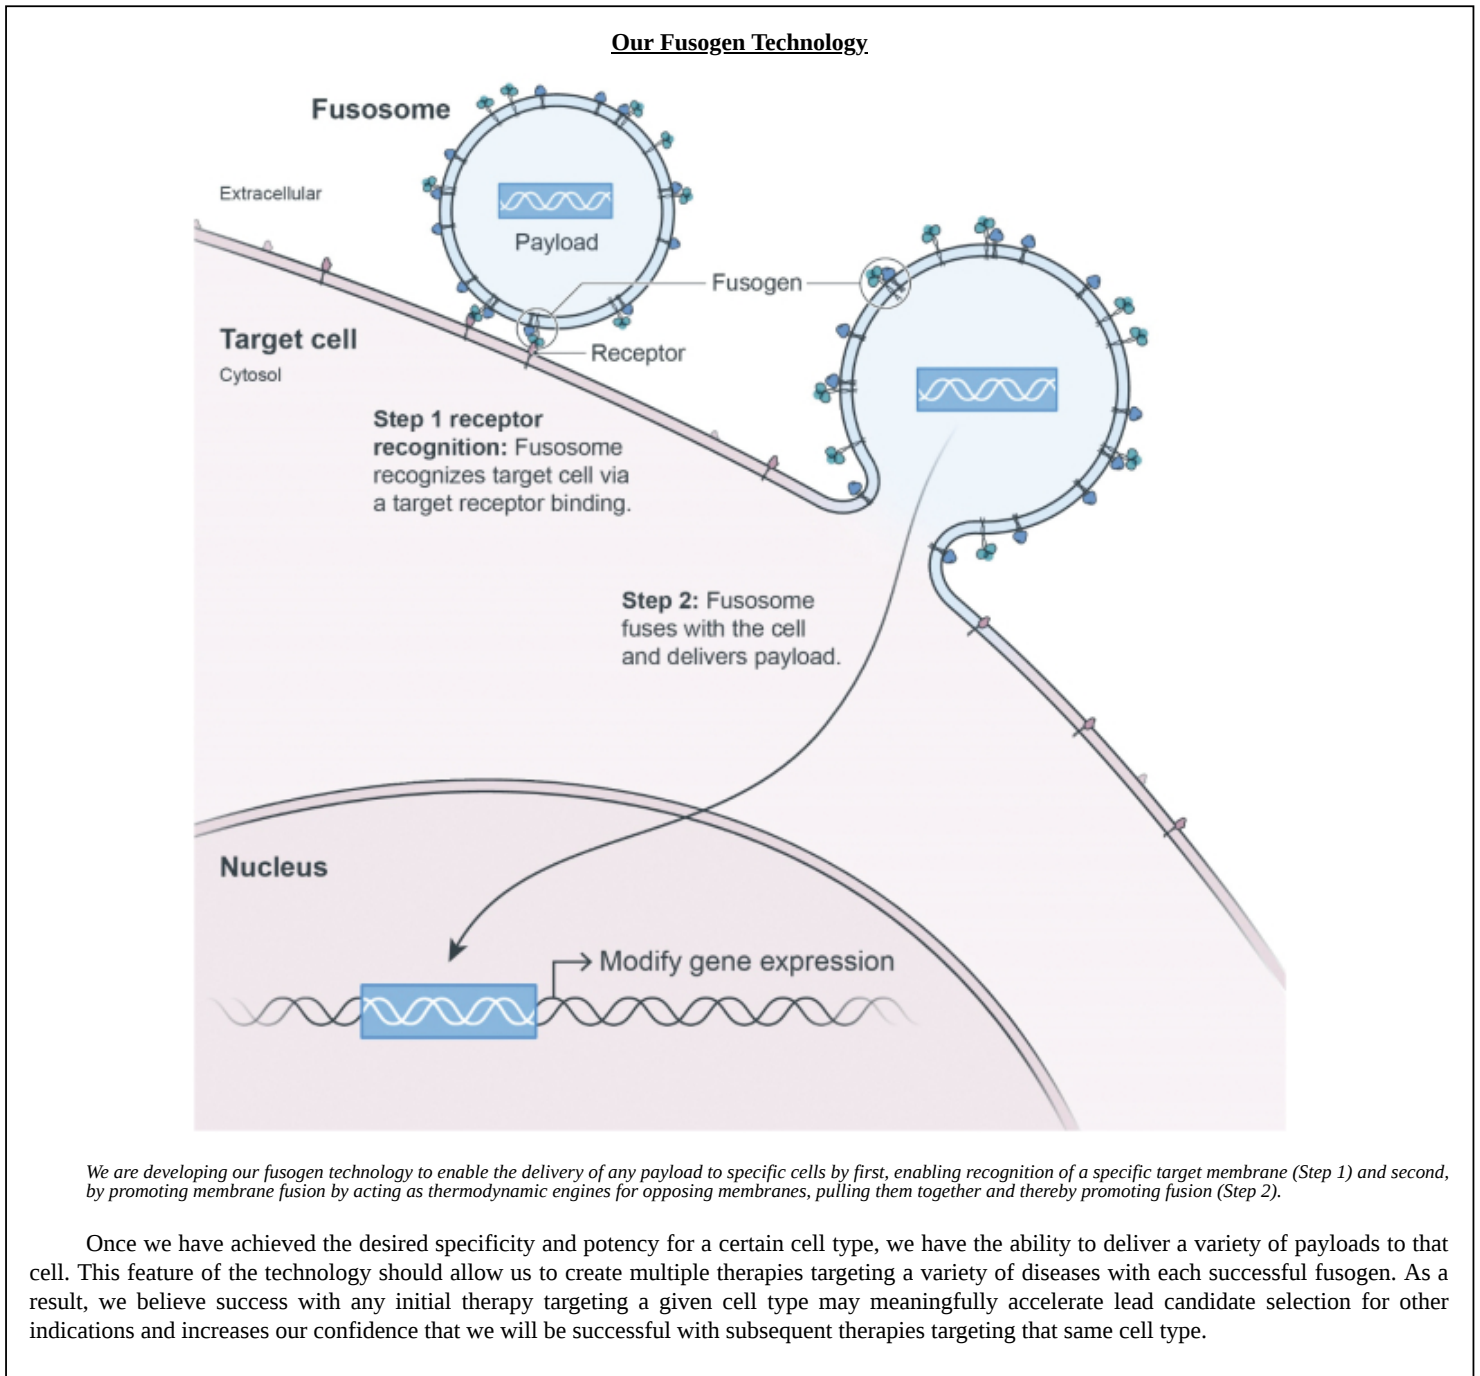 Our Fusogen Technology
Fusosome
Extracellular
Payload
Fusogen
Target cell
Receptor
Cytosol
Step 1 receptor
recognition: Fusosome
recognizes target cell via
a target receptor binding.
Step 2: Fusosome
fuses with the cell
and delivers payload.
Nucleus
Modify gene expression
We are developing our fusogen technology to enable the delivery of any payload to specific cells by first, enabling recognition of a specific target membrane (Step 1) and second,
by promoting membrane fusion by acting as thermodynamic engines for opposing membranes, pulling them together and thereby promoting fusion (Step 2).
Once we have achieved the desired specificity and potency for a certain cell type, we have the ability to deliver a variety of payloads to that
cell. This feature of the technology should allow us to create multiple therapies targeting a variety of diseases with each successful fusogen. As a
result, we believe success with any initial therapy targeting a given cell type may meaningfully accelerate lead candidate selection for other
indications and increases our confidence that we will be successful with subsequent therapies targeting that same cell type.